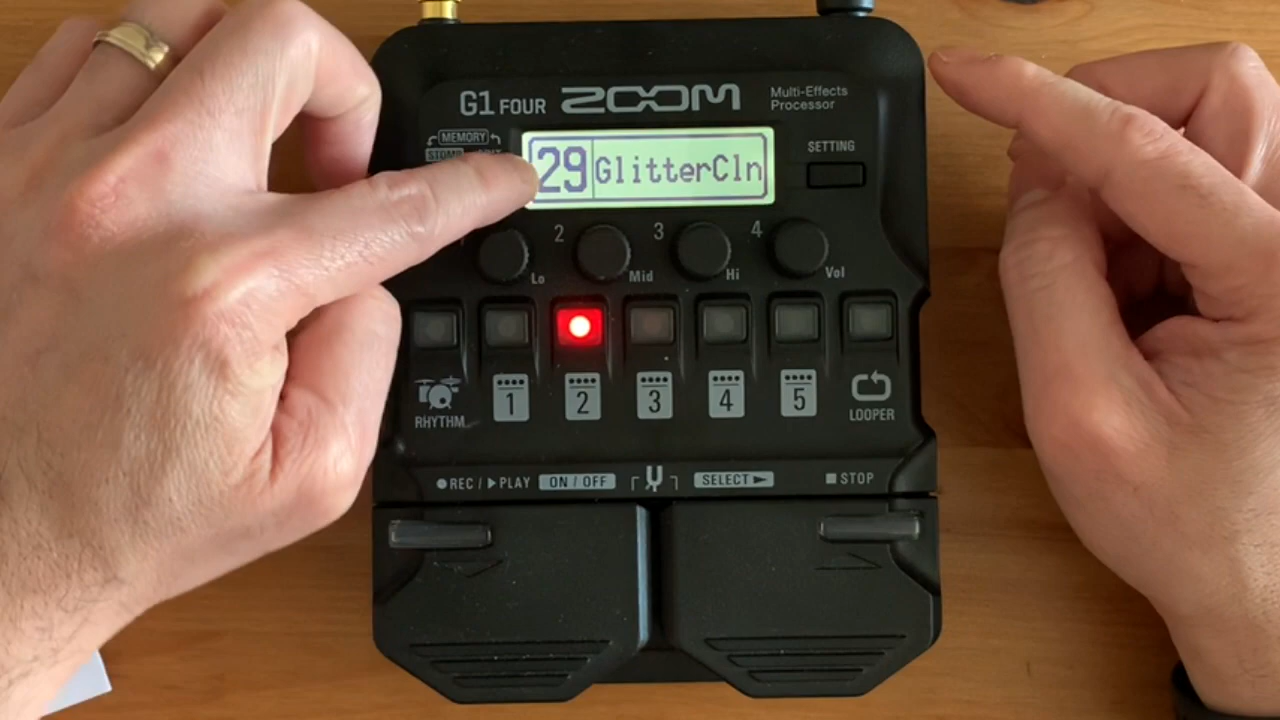 G1 FOUR ZOOM Multi-Effects Processor
MEMORY
STOMP
SETTING
29 GlitterCln
2 3 4
Lo Mid Hi Vol
1 2 3 4 5
RHYTHM LOOPER
●REC / ▶PLAY ON / OFF SELECT▶ ■STOP